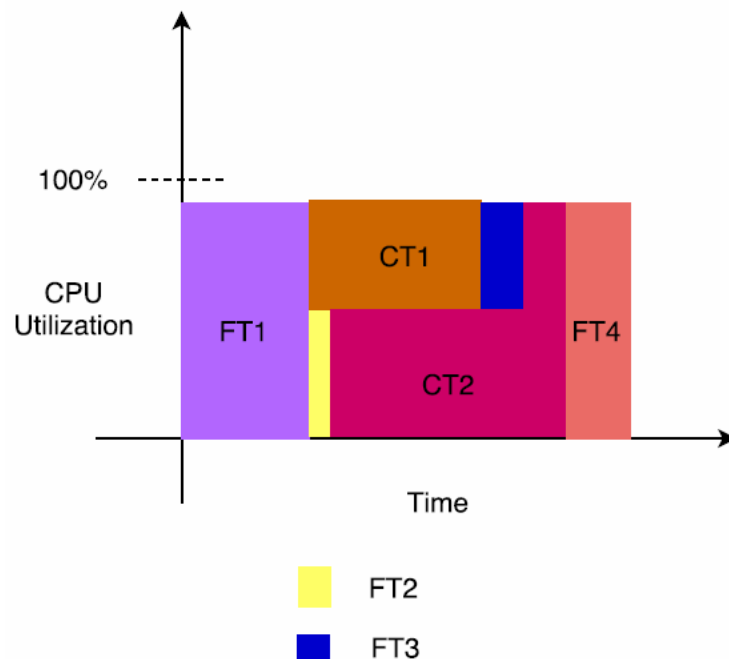 100%
CPU
Utilization
FT1
CT1
CT2
FT4
Time
FT2
FT3